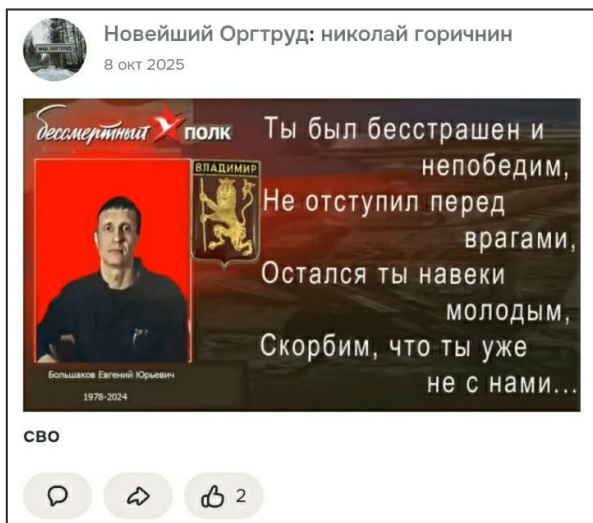 Новейший Оргтруд: николай горичнин
8 окт 2025
бессмертный полк
ВЛАДИМИР
Ты был бесстрашен и
непобедим,
Не отступил перед
врагами,
Остался ты навеки
молодым,
Скорбим, что ты уже
не с нами...
Большаков Евгений Юрьевич
1978-2024
СВО
2